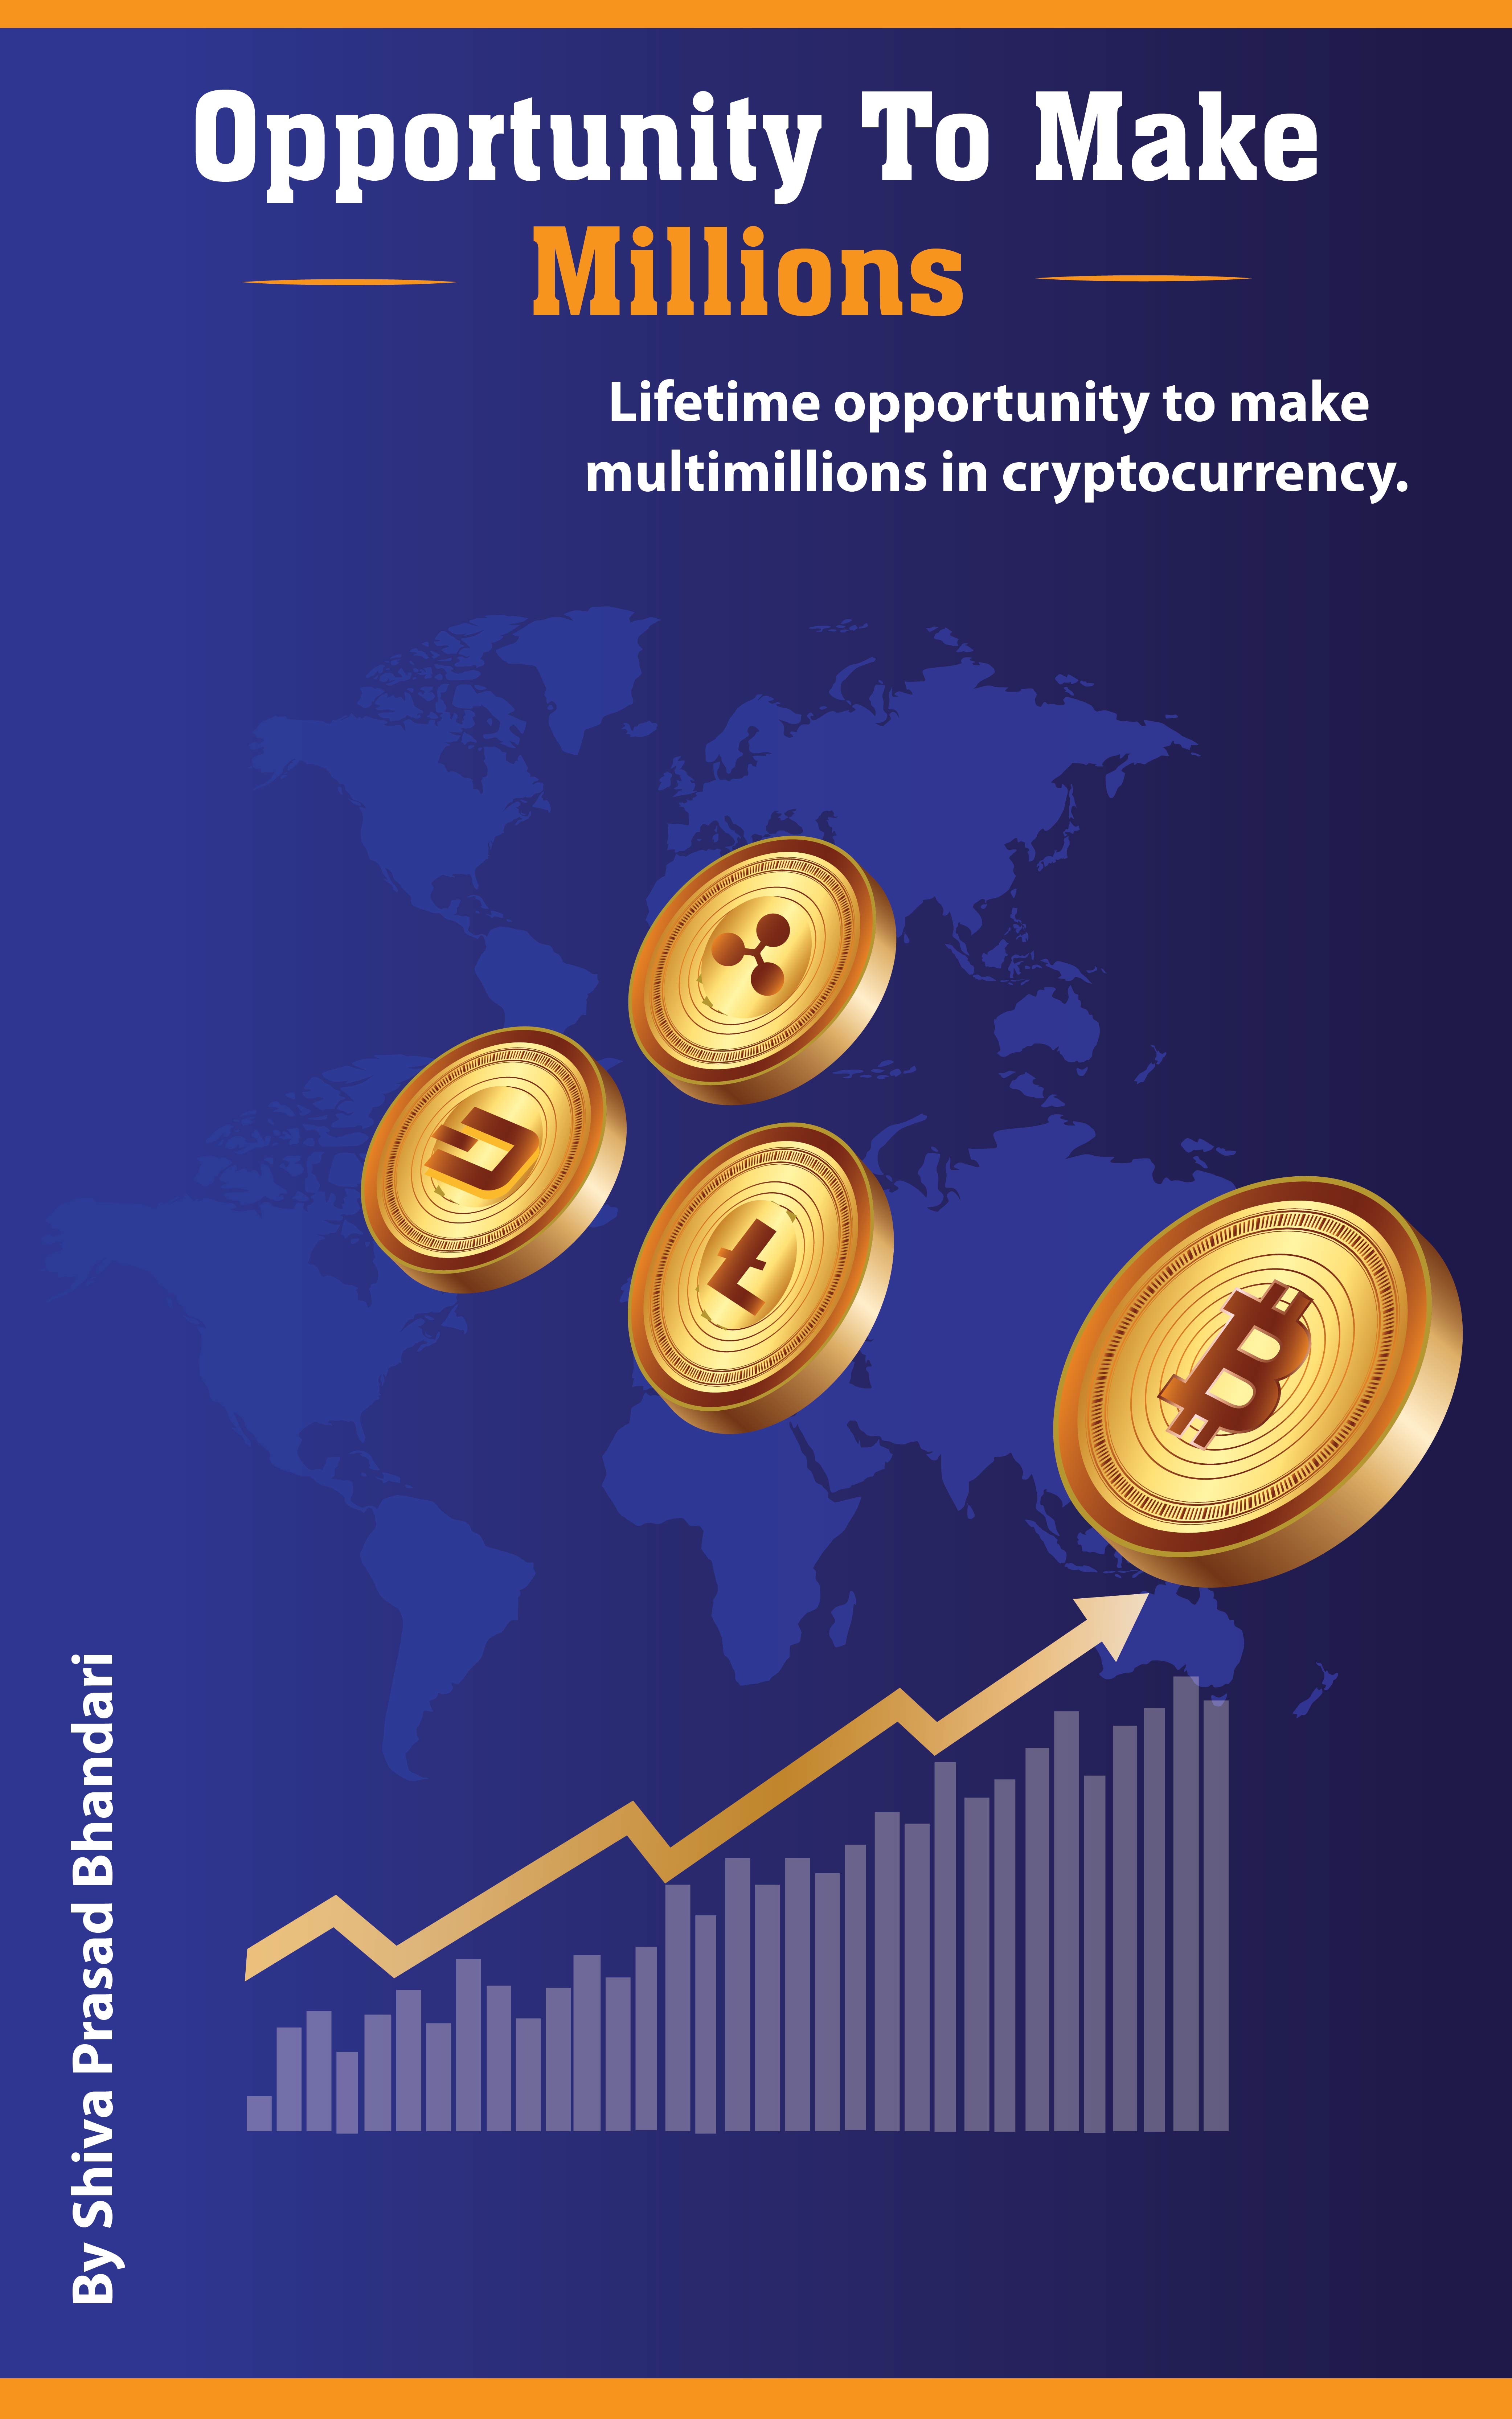 Opportunity To Make
Millions
Lifetime opportunity to make
multimillions in cryptocurrency.
By Shiva Prasad Bhandari